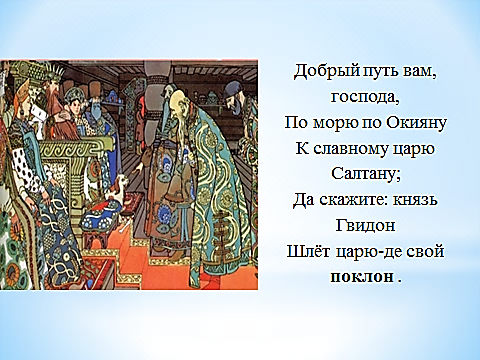 Добрый путь вам,
господа,
По морю по Окияну
К славному царю
Салтану;
Да скажите: князь
Гвидон
Шлёт царю-де свой
поклон .